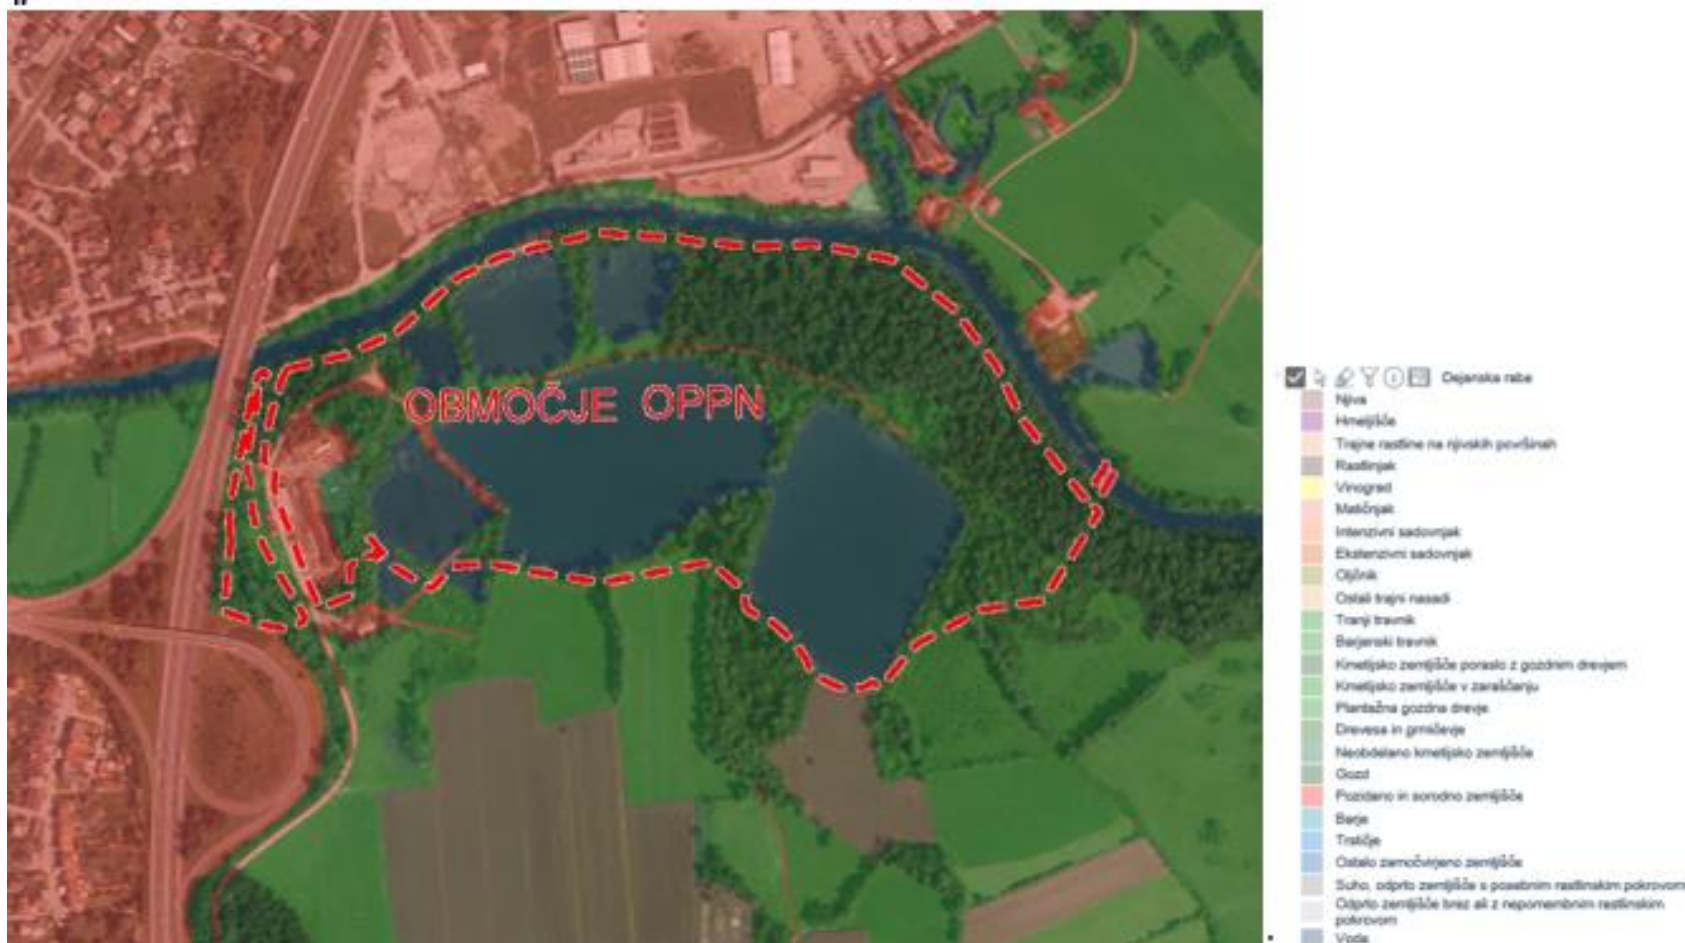 OBMOČJE OPPN
Dejanska raba
Njiva
Hmeljišče
Trajne rastline na njivskih površinah
Rastlinjak
Vinograd
Matičnjak
Intenzivni sadovnjak
Ekstenzivni sadovnjak
Oljčnik
Ostali trajni nasadi
Tranji travnik
Barjanski travnik
Kmetijsko zemljišče poraslo z gozdnim drevjem
Kmetijsko zemljišče v zaraščanju
Plantažna gozdna drevje
Drevesa in grmičevje
Neobdelano kmetijsko zemljišče
Gozd
Pozidano in sorodno zemljišče
Barje
Trstičje
Ostalo zamočvirjeno zemljišče
Suho, odprto zemljišče s posebnim rastlinskim pokrovom
Odprto zemljišče brez ali z nepomembnim rastlinskim
pokrovom
Voda